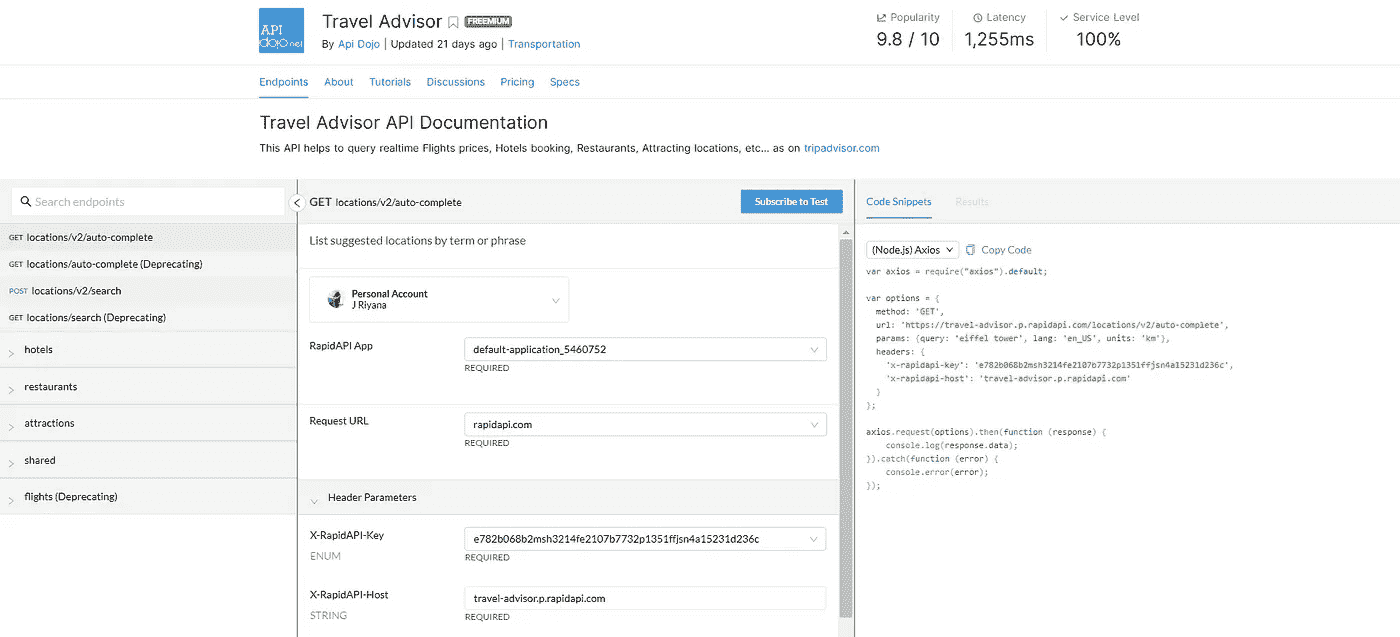 API
dojo.net
Travel Advisor FREEMIUM
By Api Dojo | Updated 21 days ago | Transportation
Popularity
9.8 / 10
Latency
1,255ms
Service Level
100%
Endpoints About Tutorials Discussions Pricing Specs
Travel Advisor API Documentation
This API helps to query realtime Flights prices, Hotels booking, Restaurants, Attracting locations, etc... as on tripadvisor.com
Search endpoints
GET locations/v2/auto-complete
GET locations/auto-complete (Deprecating)
POST locations/v2/search
GET locations/search (Deprecating)
hotels
restaurants
attractions
shared
flights (Deprecating)
GET locations/v2/auto-complete
Subscribe to Test
List suggested locations by term or phrase
Personal Account
J Riyana
RapidAPI App
default-application_5460752
REQUIRED
Request URL
rapidapi.com
REQUIRED
Header Parameters
X-RapidAPI-Key
ENUM
e782b068b2msh3214fe2107b7732p1351ffjsn4a15231d236c
REQUIRED
X-RapidAPI-Host
STRING
travel-advisor.p.rapidapi.com
REQUIRED
Code Snippets Results
(Node.js) Axios Copy Code
var axios = require("axios").default;
var options = {
method: 'GET',
url: 'https://travel-advisor.p.rapidapi.com/locations/v2/auto-complete',
params: {query: 'eiffel tower', lang: 'en_US', units: 'km'},
headers: {
'x-rapidapi-key': 'e782b068b2msh3214fe2107b7732p1351ffjsn4a15231d236c',
'x-rapidapi-host': 'travel-advisor.p.rapidapi.com'
}
};
axios.request(options).then(function (response) {
console.log(response.data);
}).catch(function (error) {
console.error(error);
});